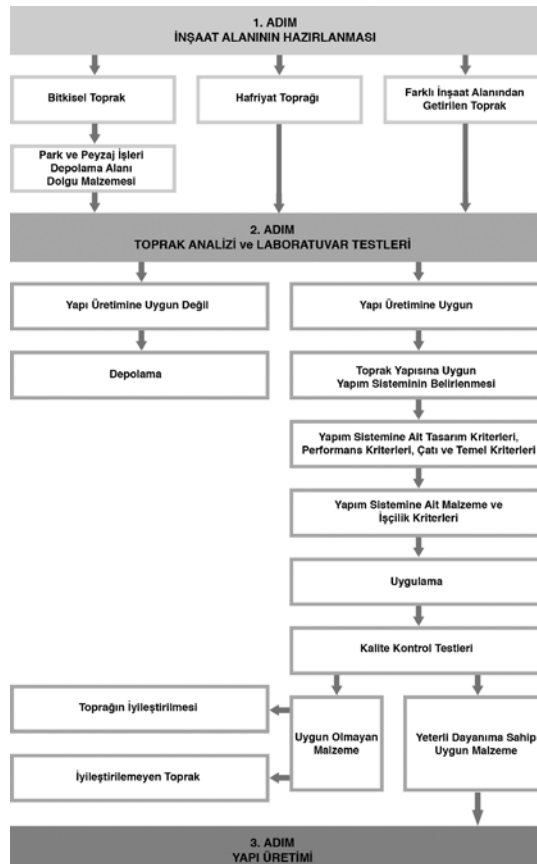 1. ADIM
İNŞAAT ALANININ HAZIRLANMASI
Bitkisel Toprak
Hafriyat Toprağı
Farklı İnşaat Alanından
Getirilen Toprak
Park ve Peyzaj İşleri
Depolama Alanı
Dolgu Malzemesi
2. ADIM
TOPRAK ANALİZİ ve LABORATUVAR TESTLERİ
Yapı Üretimine Uygun Değil
Yapı Üretimine Uygun
Depolama
Toprak Yapısına Uygun
Yapım Sisteminin Belirlenmesi
Yapım Sistemine Ait Tasarım Kriterleri,
Performans Kriterleri, Çatı ve Temel Kriterleri
Yapım Sistemine Ait Malzeme ve
İşçilik Kriterleri
Uygulama
Kalite Kontrol Testleri
Toprağın İyileştirilmesi
Uygun Olmayan
Malzeme
Yeterli Dayanıma Sahip
Uygun Malzeme
İyileştirilemeyen Toprak
3. ADIM
YAPI ÜRETİMİ